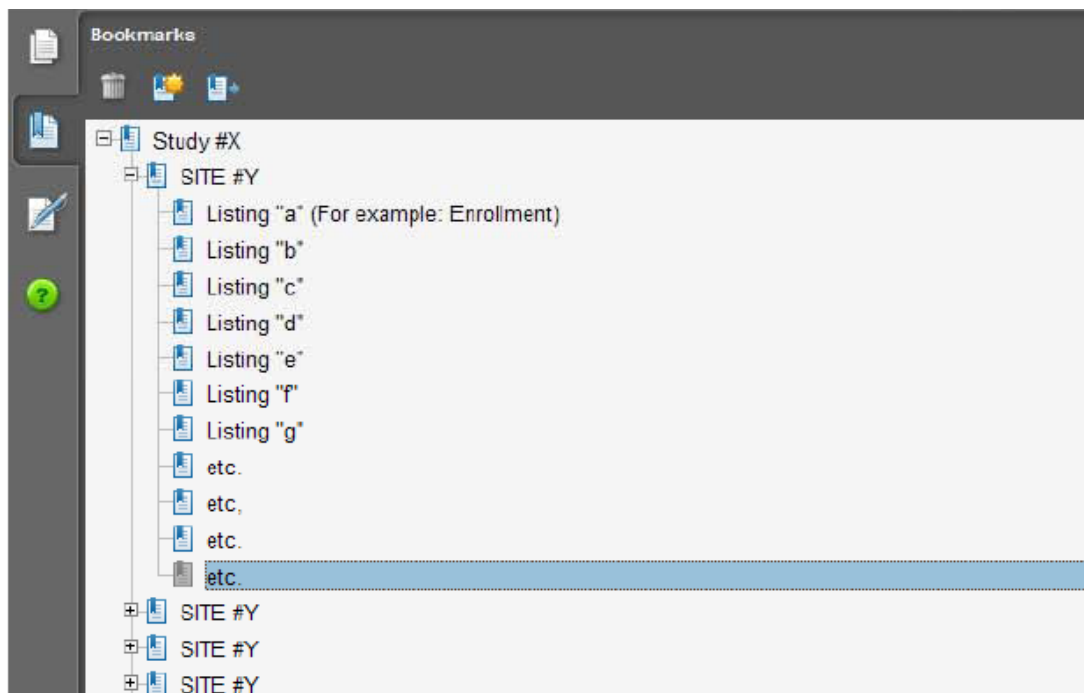 Bookmarks
Study #X
SITE #Y
Listing "a" (For example: Enrollment)
Listing "b"
Listing "c"
Listing "d"
Listing "e"
Listing "f"
Listing "g"
etc.
etc,
etc.
etc.
SITE #Y
SITE #Y
SITE #Y